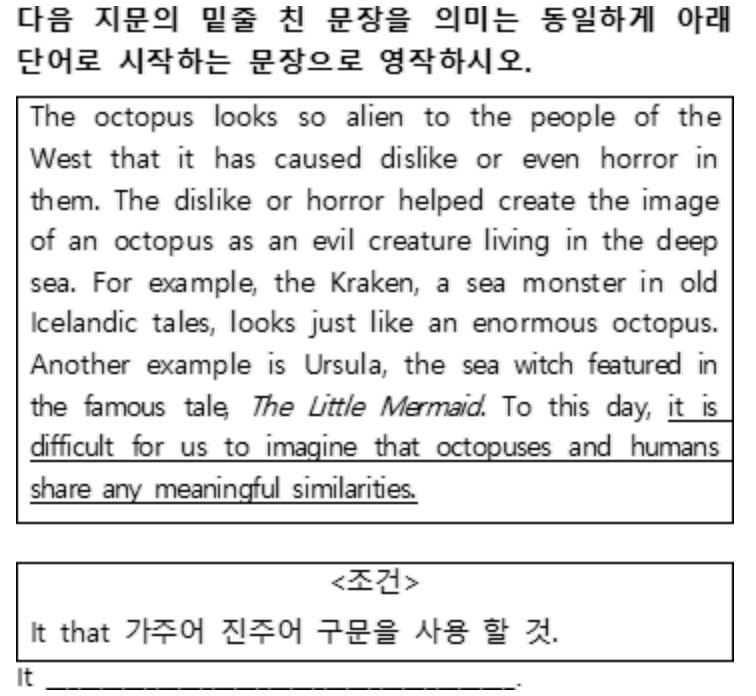 다음 지문의 밑줄 친 문장을 의미는 동일하게 아래
단어로 시작하는 문장으로 영작하시오.
The octopus looks so alien to the people of the
West that it has caused dislike or even horror in
them. The dislike or horror helped create the image
of an octopus as an evil creature living in the deep
sea. For example, the Kraken, a sea monster in old
Icelandic tales, looks just like an enormous octopus.
Another example is Ursula, the sea witch featured in
the famous tale, The Little Mermaid. To this day, it is
difficult for us to imagine that octopuses and humans
share any meaningful similarities.
<조건>
It that 가주어 진주어 구문을 사용 할 것.
It ______________________________.